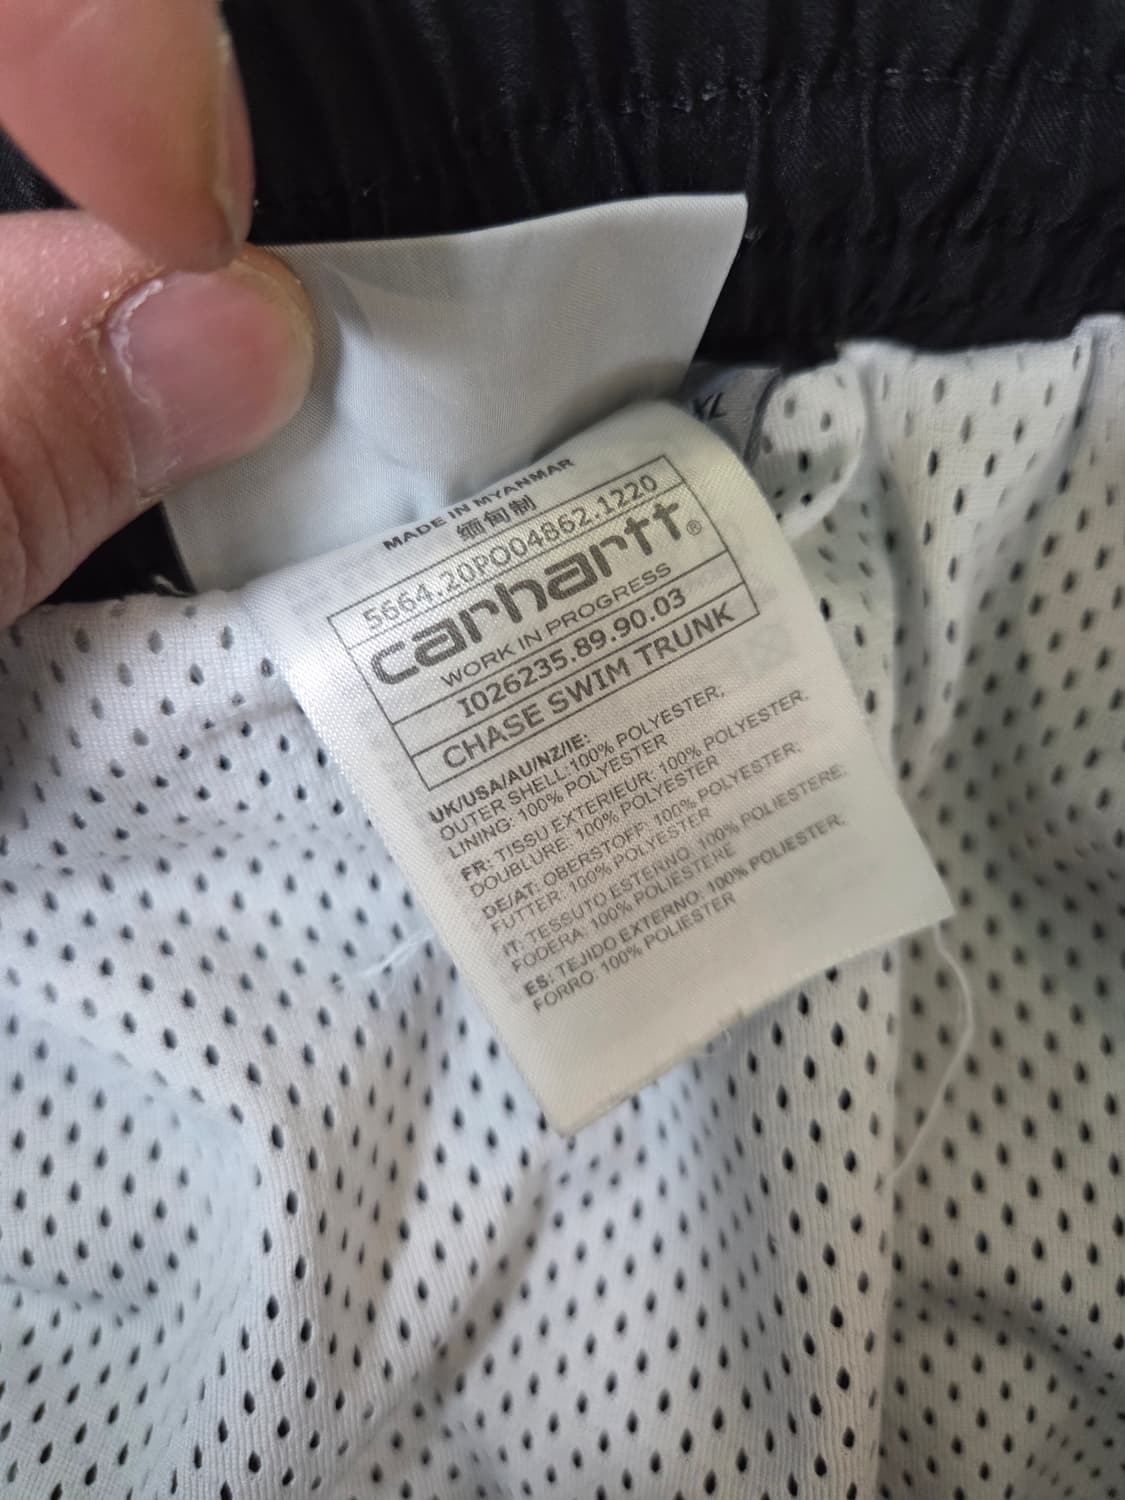 XL
MADE IN MYANMAR
缅甸制
5664.20PO04862.1220
carhartt®
WORK IN PROGRESS
I026235.89.90.03
CHASE SWIM TRUNK
UK/USA/AU/NZ/IE:
OUTER SHELL:100% POLYESTER;
LINING: 100% POLYESTER
FR: TISSU EXTERIEUR: 100% POLYESTER;
DOUBLURE: 100% POLYESTER
DE/AT: OBERSTOFF: 100% POLYESTER;
FUTTER: 100% POLYESTER
IT: TESSUTO ESTERNO: 100% POLIESTERE;
FODERA: 100% POLIESTERE
ES: TEJIDO EXTERNO: 100% POLIESTER;
FORRO: 100% POLIESTER